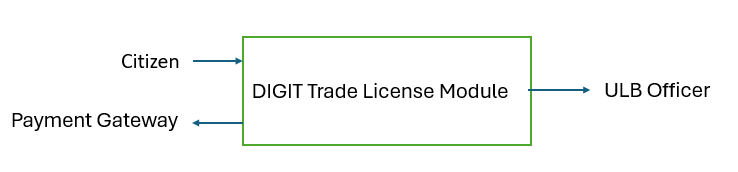 Citizen
DIGIT Trade License Module
ULB Officer
Payment Gateway